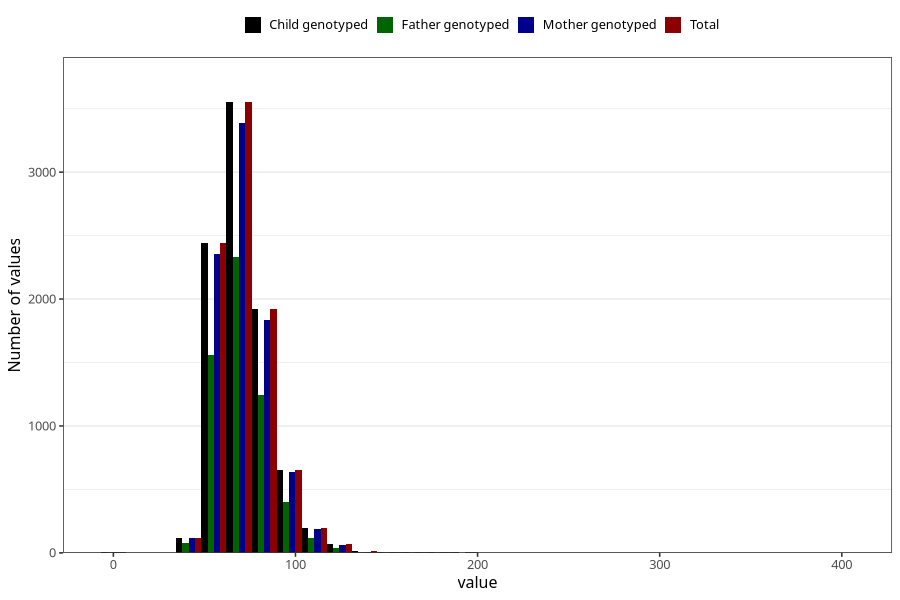 Child genotyped Father genotyped Mother genotyped Total
Number of values
3000
2000
1000
0
0 100 200 300 400
value